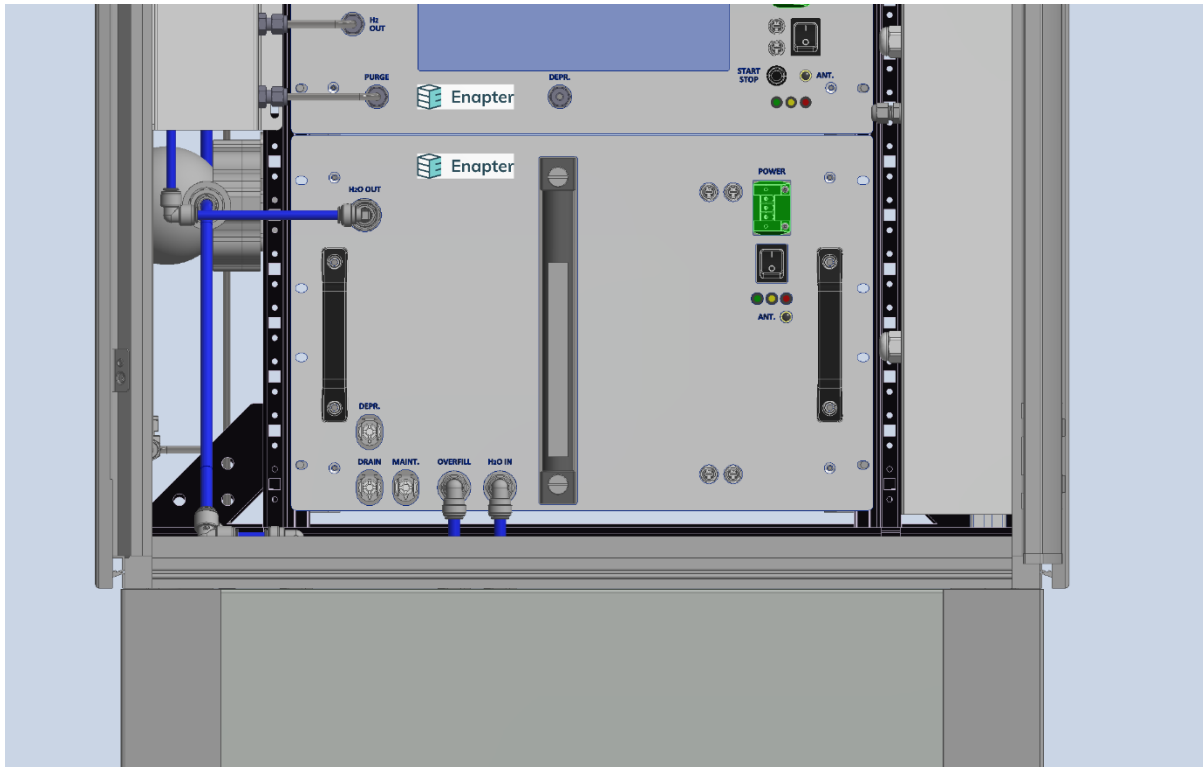 H₂
OUT
PURGE
Enapter
DEPR.
START
STOP
ANT.
Enapter
POWER
H₂O OUT
ANT.
DEPR.
DRAIN
MAINT.
OVERFILL
H₂O IN